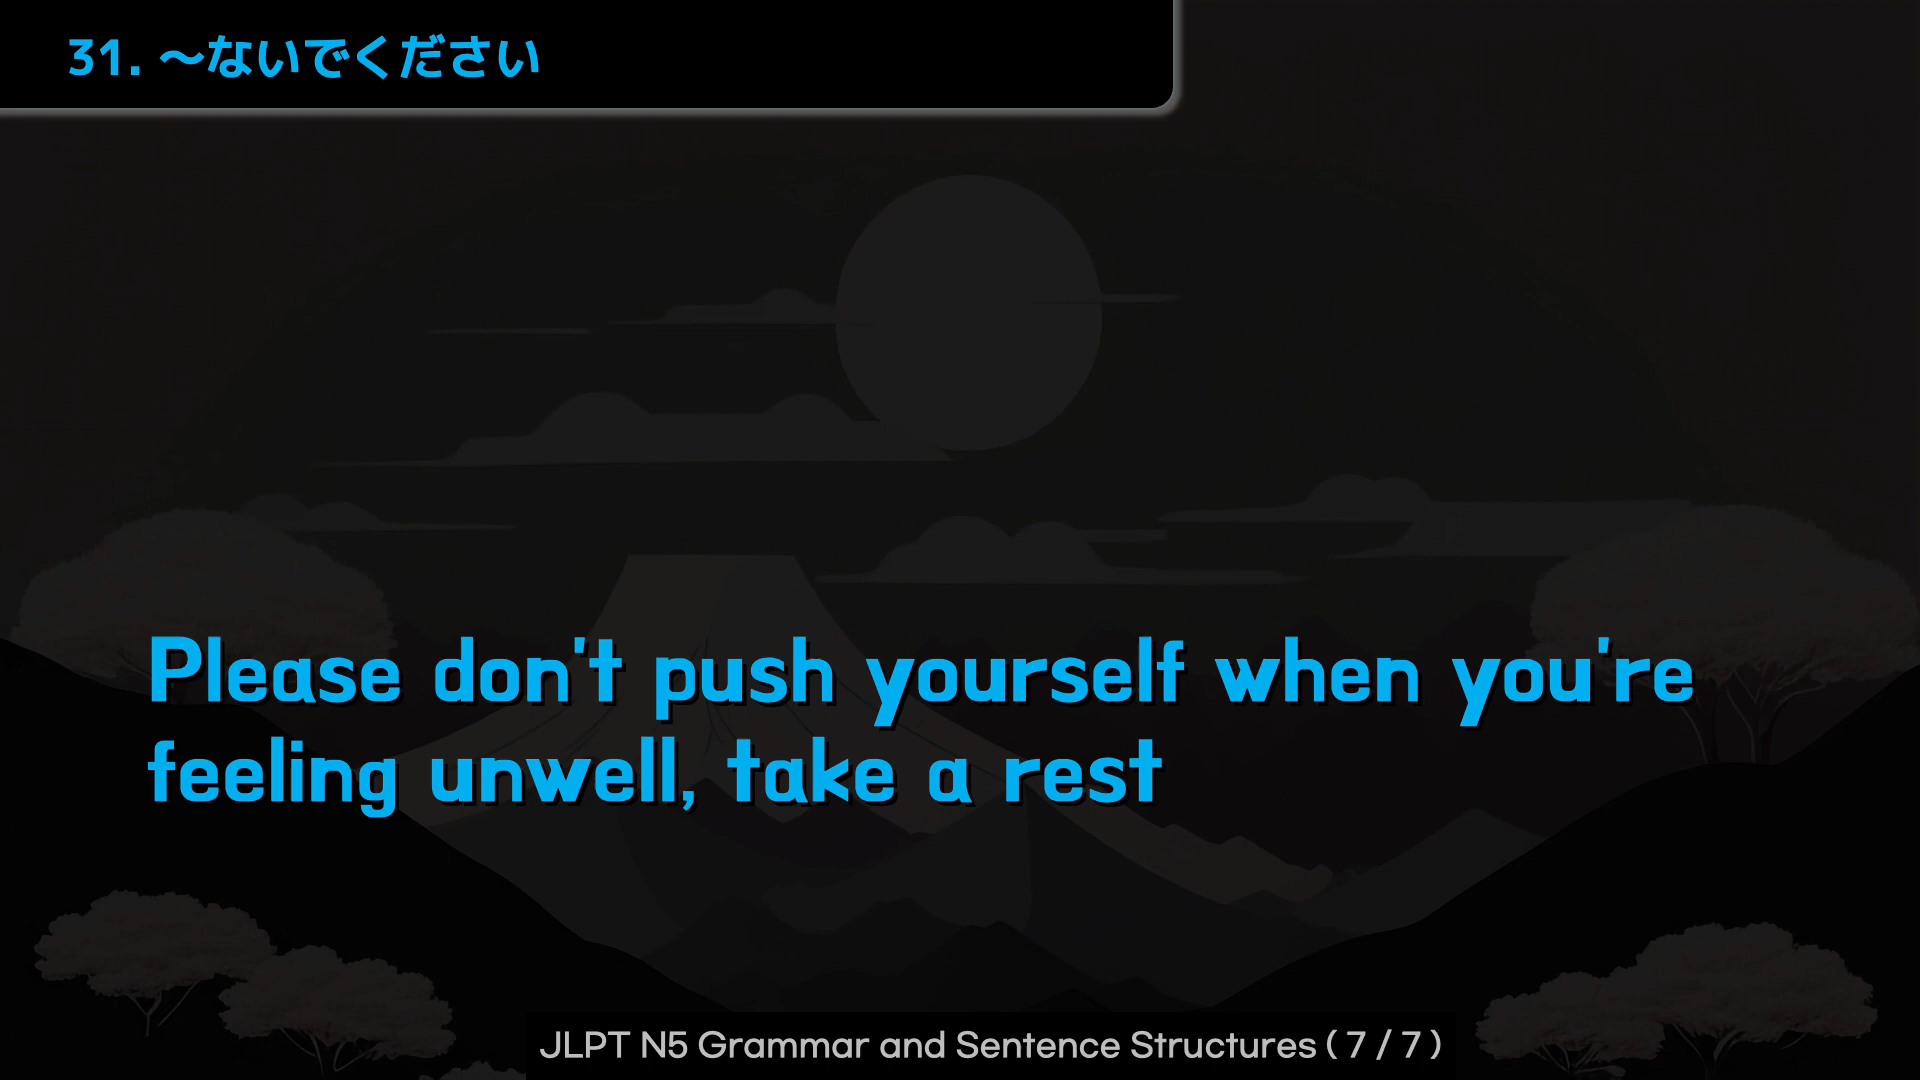 31. ～ないでください
Please don't push yourself when you're
feeling unwell, take a rest
JLPT N5 Grammar and Sentence Structures ( 7 / 7 )